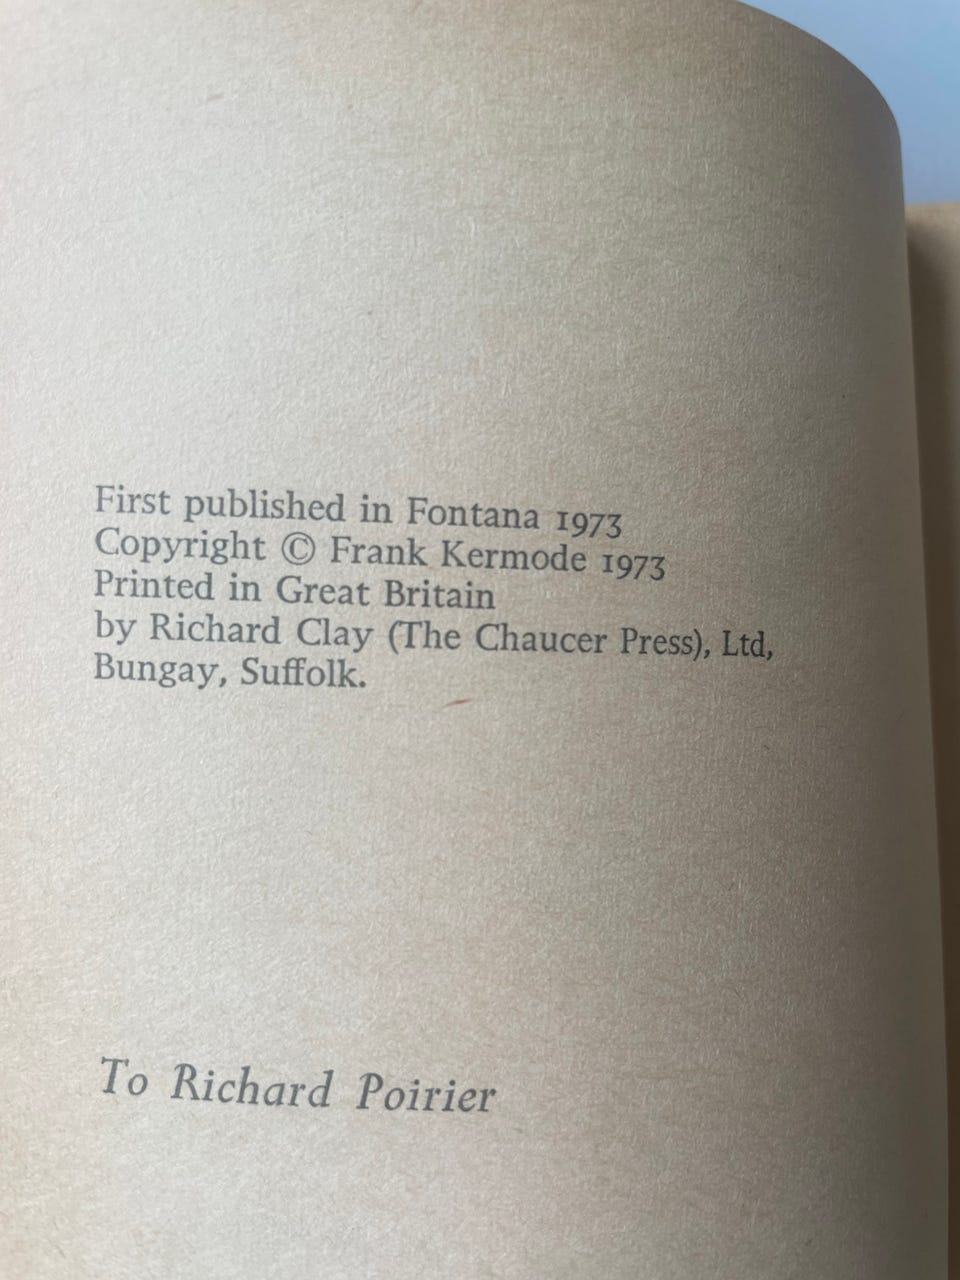 First published in Fontana 1973
Copyright © Frank Kermode 1973
Printed in Great Britain
by Richard Clay (The Chaucer Press), Ltd,
Bungay, Suffolk.
To Richard Poirier